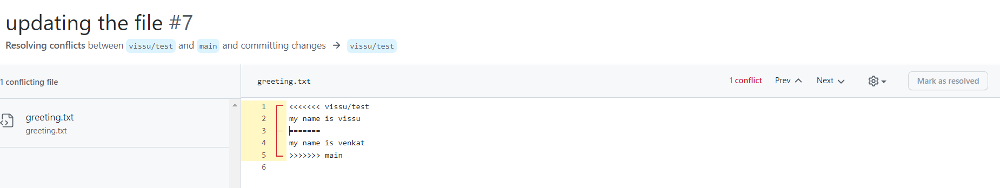 updating the file #7
Resolving conflicts between vissu/test and main and committing changes → vissu/test
1 conflicting file
greeting.txt
greeting.txt
greeting.txt
1 conflict Prev Next Mark as resolved
1 <<<<<<< vissu/test
2 my name is vissu
3 =======
4 my name is venkat
5 >>>>>>> main
6